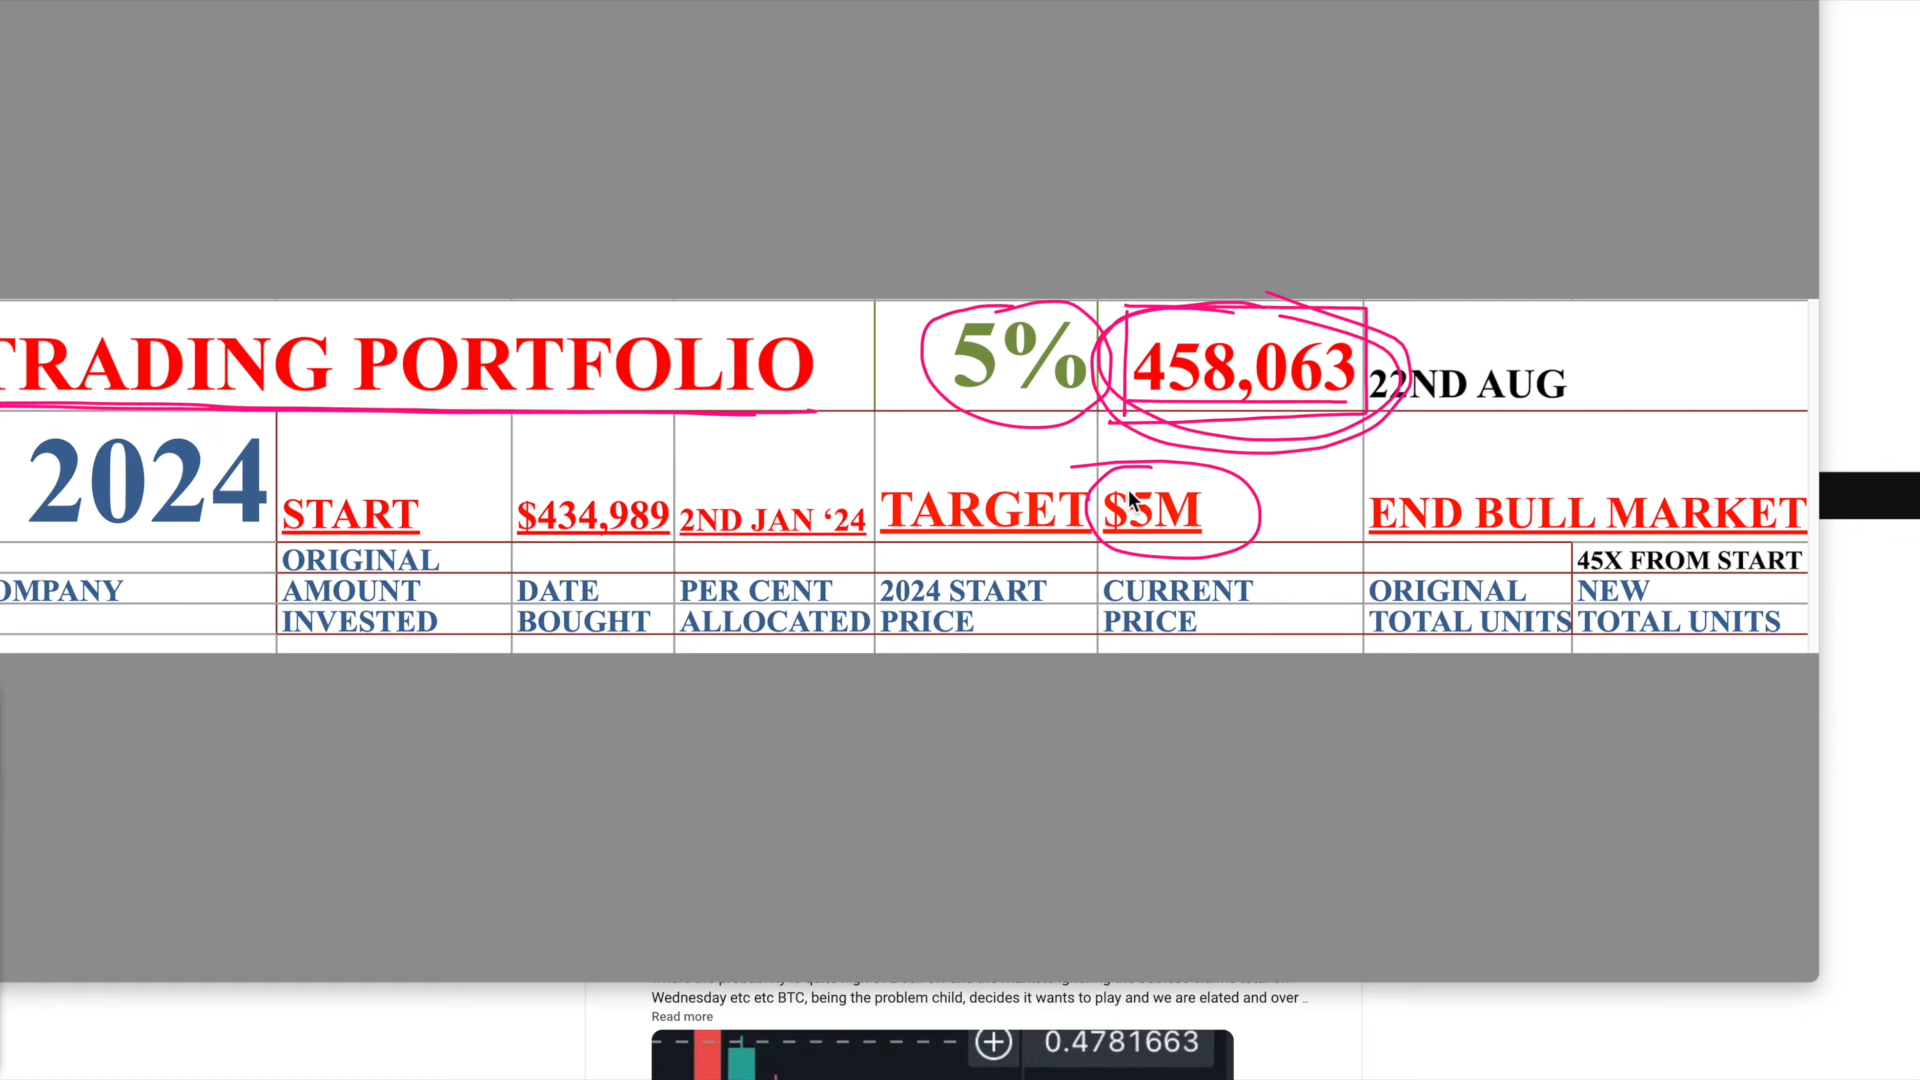 TRADING PORTFOLIO 5% 458,063 22ND AUG
2024 START $434,989 2ND JAN ‘24 TARGET $5M END BULL MARKET
ORIGINAL 45X FROM START
OMPANY AMOUNT DATE PER CENT 2024 START CURRENT ORIGINAL NEW
INVESTED BOUGHT ALLOCATED PRICE PRICE TOTAL UNITS TOTAL UNITS
Wednesday etc etc BTC, being the problem child, decides it wants to play and we are elated and over ...
Read more
0.4781663